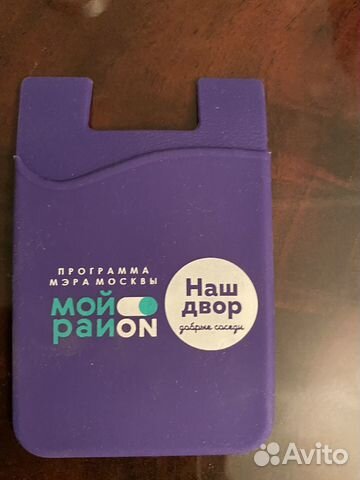 ПРОГРАММА
МЭРА МОСКВЫ
МОЙ
РАЙON
Наш
двор
добрые соседи
Avito